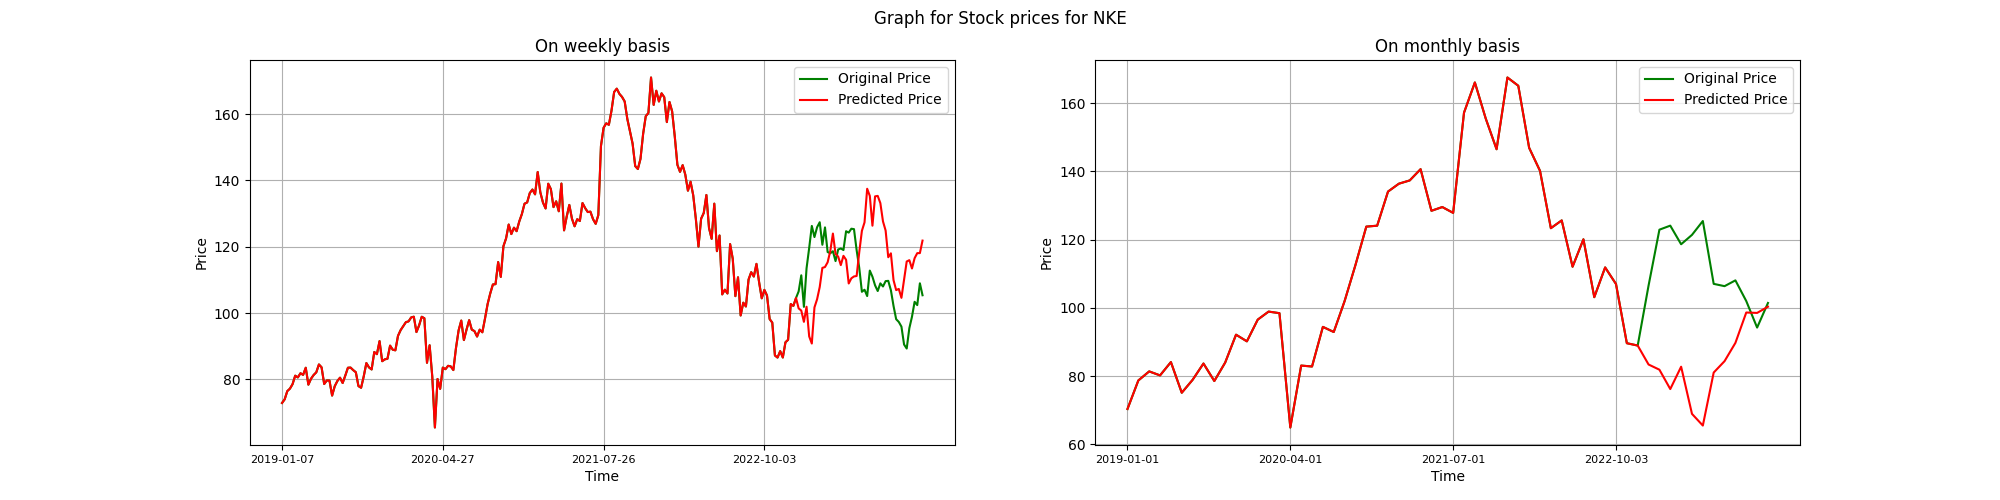 Graph for Stock prices for NKE
On weekly basis
Original Price
Predicted Price
160
140
120
100
80
Price
2019-01-07
2020-04-27
2021-07-26
2022-10-03
Time
On monthly basis
Original Price
Predicted Price
160
140
120
100
80
60
Price
2019-01-01
2020-04-01
2021-07-01
2022-10-03
Time